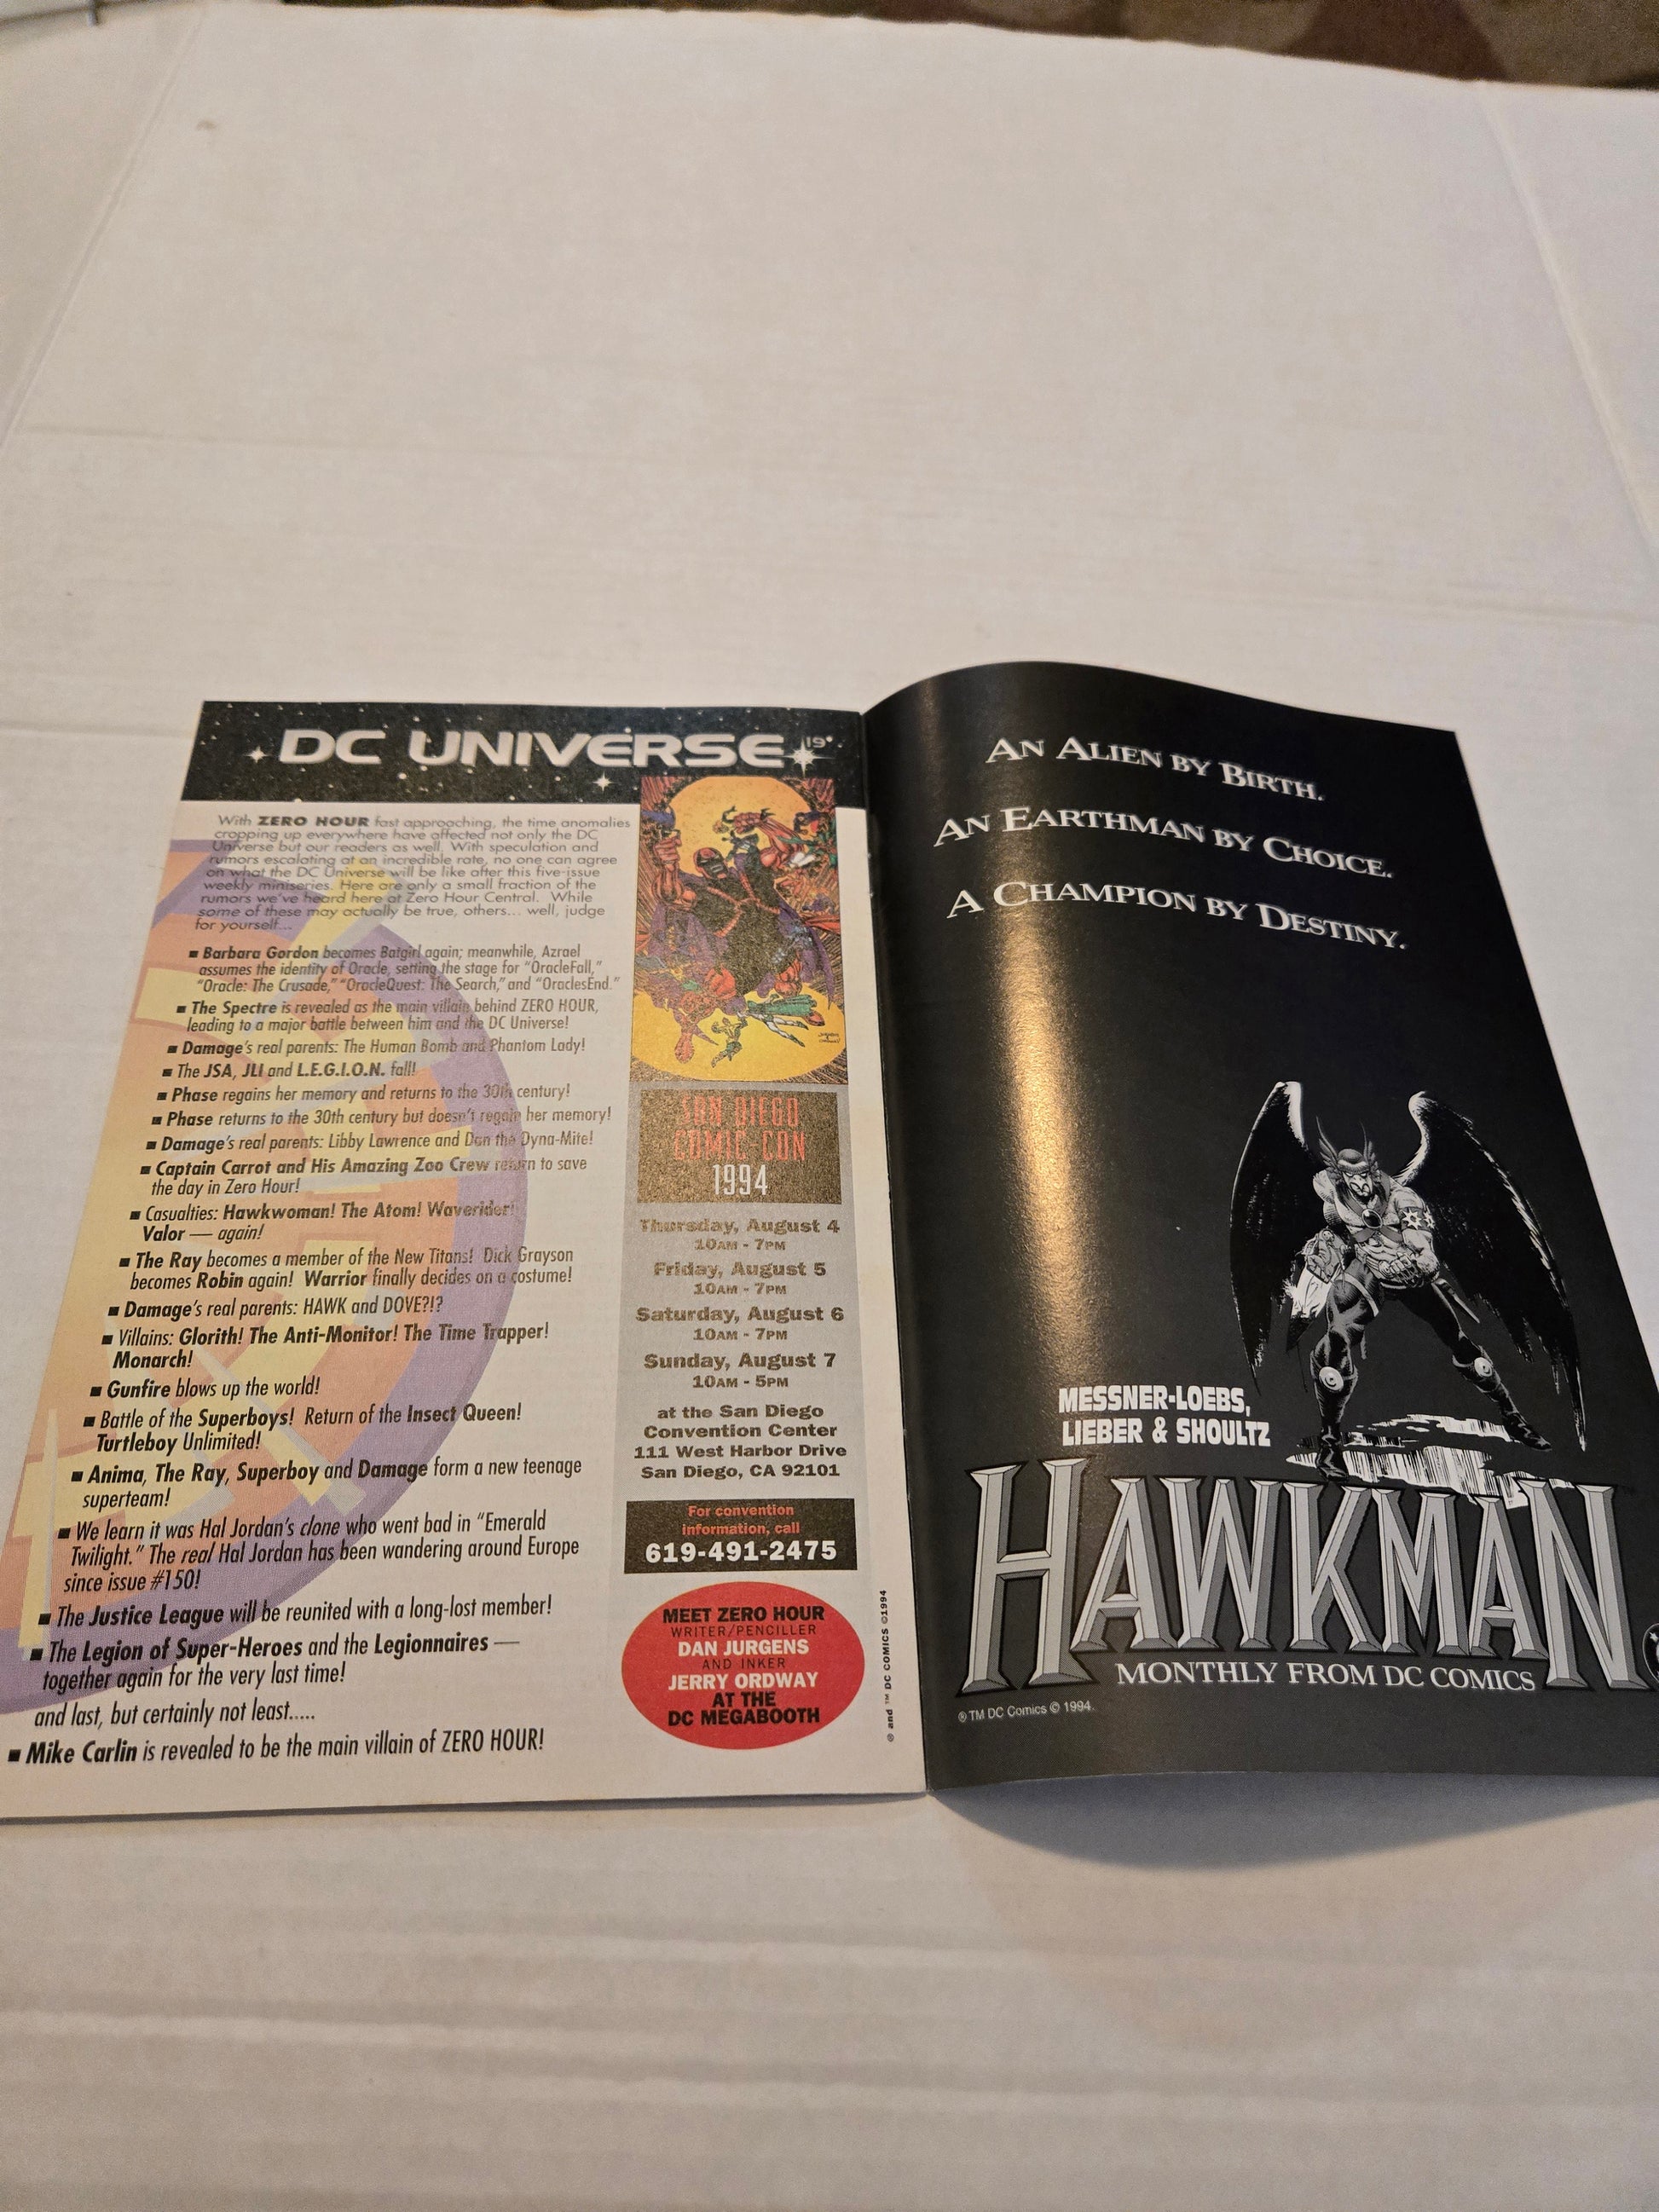 DC UNIVERSE
With ZERO HOUR fast approaching, the time anomalies
cropping up everywhere have affected not only the DC
Universe but our readers as well. With speculation and
rumors escalating at an incredible rate, no one can agree
on what the DC Universe will be like after this five-issue
weekly miniseries. Here are only a small fraction of the
rumors we've heard here at Zero Hour Central. While
some of these may actually be true, others... well, judge
for yourself...
■ Barbara Gordon becomes Batgirl again; meanwhile, Azrael
assumes the identity of Oracle, setting the stage for "OracleFall,"
"Oracle: The Crusade," "OracleQuest: The Search," and "OraclesEnd."
■ The Spectre is revealed as the main villain behind ZERO HOUR,
leading to a major battle between him and the DC Universe!
■ Damage's real parents: The Human Bomb and Phantom Lady!
■ The JSA, JLI and L.E.G.I.O.N. fall!
■ Phase regains her memory and returns to the 30th century!
■ Phase returns to the 30th century but doesn't regain her memory!
■ Damage's real parents: Libby Lawrence and Dan the Dyna-Mite!
■ Captain Carrot and His Amazing Zoo Crew return to save
the day in Zero Hour!
■ Casualties: Hawkwoman! The Atom! Waverider!
Valor — again!
■ The Ray becomes a member of the New Titans! Dick Grayson
becomes Robin again! Warrior finally decides on a costume!
■ Damage's real parents: HAWK and DOVE?!?
■ Villains: Glorith! The Anti-Monitor! The Time Trapper!
Monarch!
■ Gunfire blows up the world!
■ Battle of the Superboys! Return of the Insect Queen!
Turtleboy Unlimited!
■ Anima, The Ray, Superboy and Damage form a new teenage
superteam!
■ We learn it was Hal Jordan's clone who went bad in "Emerald
Twilight." The real Hal Jordan has been wandering around Europe
since issue #150!
■ The Justice League will be reunited with a long-lost member!
■ The Legion of Super-Heroes and the Legionnaires —
together again for the very last time!
and last, but certainly not least.....
■ Mike Carlin is revealed to be the main villain of ZERO HOUR!
SAN DIEGO
COMIC CON
1994
Thursday, August 4
10AM - 7PM
Friday, August 5
10AM - 7PM
Saturday, August 6
10AM - 7PM
Sunday, August 7
10AM - 5PM
at the San Diego
Convention Center
111 West Harbor Drive
San Diego, CA 92101
For convention
information, call
619-491-2475
MEET ZERO HOUR
WRITER/PENCILLER
DAN JURGENS
AND INKER
JERRY ORDWAY
AT THE
DC MEGABOOTH
® and ™ DC COMICS ©1994
AN ALIEN BY BIRTH.
AN EARTHMAN BY CHOICE.
A CHAMPION BY DESTINY.
MESSNER-LOEBS,
LIEBER & SHOULTZ
HAWKMAN
MONTHLY FROM DC COMICS
® TM DC Comics © 1994.